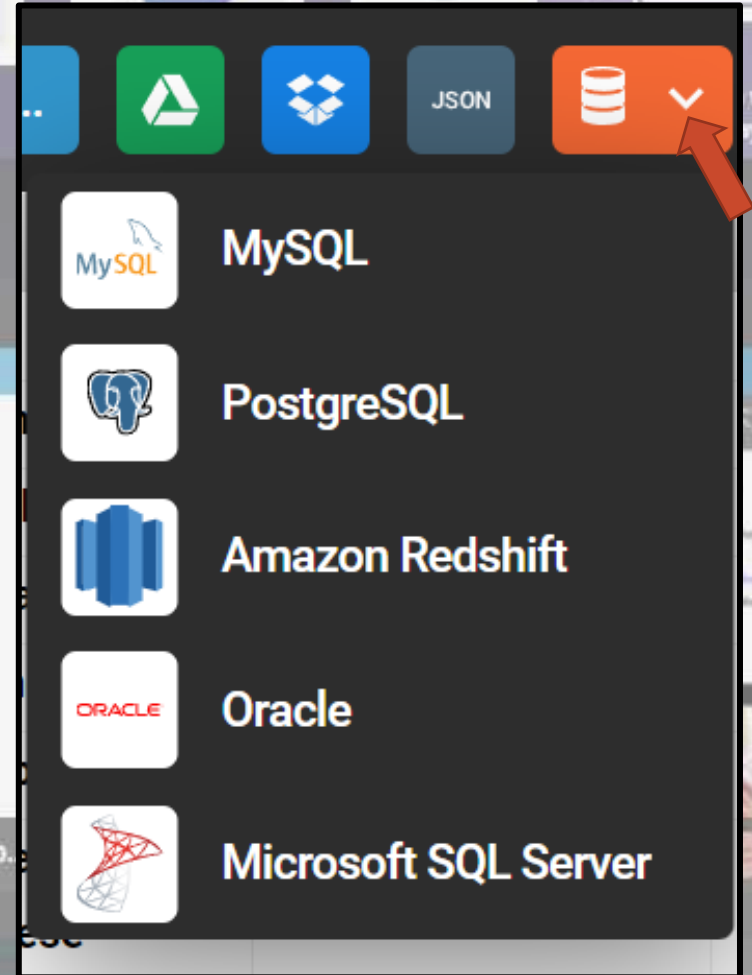 ..
JSON
MySQL
MySQL
PostgreSQL
Amazon Redshift
ORACLE
Oracle
Microsoft SQL Server